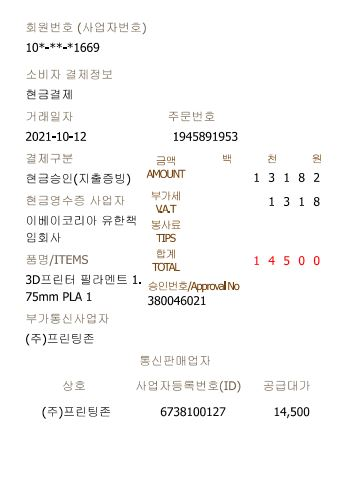 회원번호 (사업자번호)
10*-**-*1669
소비자 결제정보
현금결제
거래일자 주문번호
2021-10-12 1945891953
결제구분 금액 백 천 원
현금승인(지출증빙) AMOUNT 1 3 1 8 2
현금영수증 사업자 부가세 1 3 1 8
V.A.T
이베이코리아 유한책 봉사료
임회사 TIPS
품명/ITEMS 합계 1 4 5 0 0
TOTAL
3D프린터 필라멘트 1. 승인번호/Approval No
75mm PLA 1 380046021
부가통신사업자
(주)프린팅존
통신판매업자
상호 사업자등록번호(ID) 공급대가
(주)프린팅존 6738100127 14,500